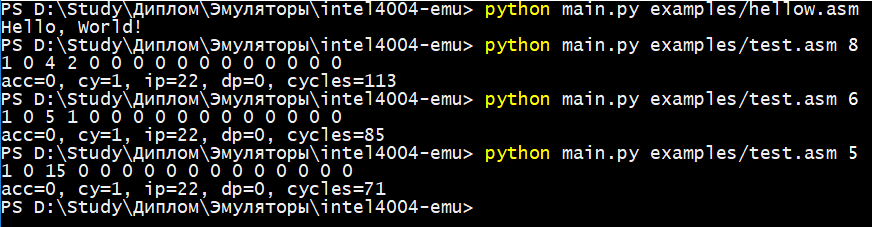 PS D:\Study\Диплом\Эмуляторы\intel4004-emu> python main.py examples/hellow.asm
Hello, World!
PS D:\Study\Диплом\Эмуляторы\intel4004-emu> python main.py examples/test.asm 8
1 0 4 2 0 0 0 0 0 0 0 0 0 0 0 0
acc=0, cy=1, ip=22, dp=0, cycles=113
PS D:\Study\Диплом\Эмуляторы\intel4004-emu> python main.py examples/test.asm 6
1 0 5 1 0 0 0 0 0 0 0 0 0 0 0 0
acc=0, cy=1, ip=22, dp=0, cycles=85
PS D:\Study\Диплом\Эмуляторы\intel4004-emu> python main.py examples/test.asm 5
1 0 15 0 0 0 0 0 0 0 0 0 0 0 0 0
acc=0, cy=1, ip=22, dp=0, cycles=71
PS D:\Study\Диплом\Эмуляторы\intel4004-emu>